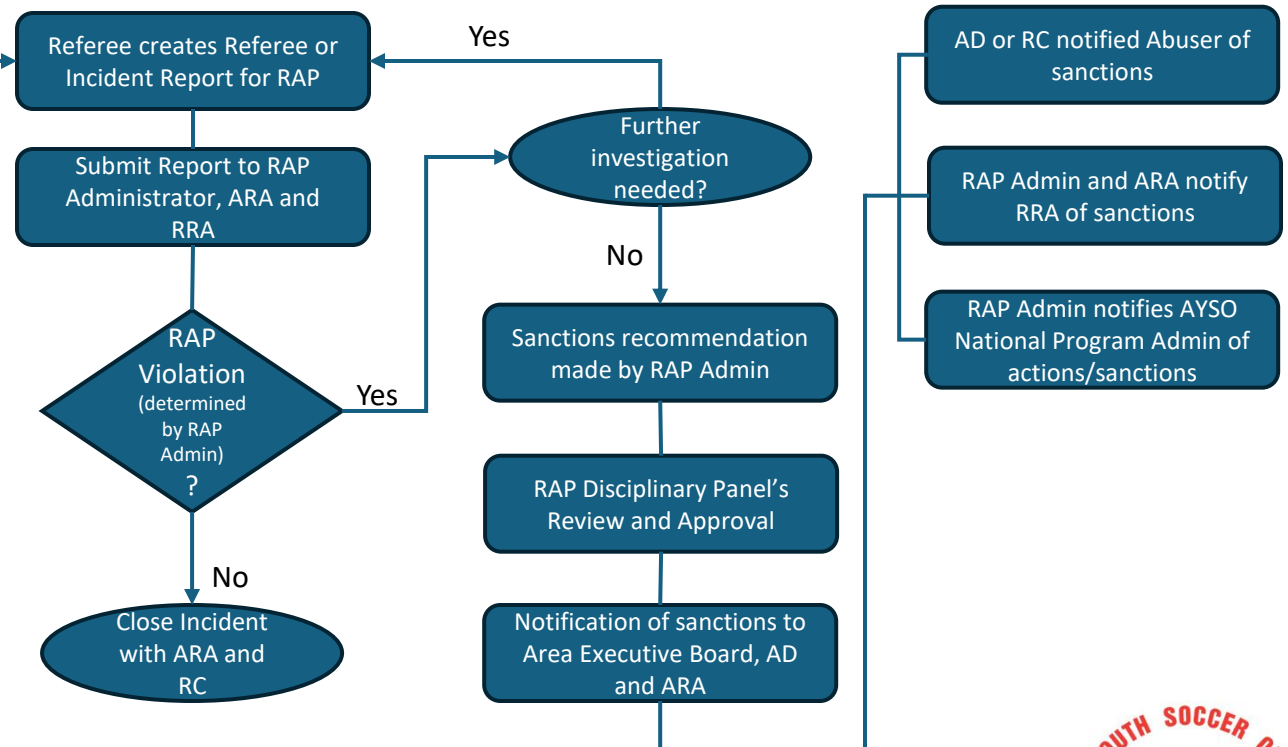 Referee creates Referee or
Incident Report for RAP
Submit Report to RAP
Administrator, ARA and
RRA
RAP
Violation
(determined
by RAP
Admin)
?
Yes
No
Close Incident
with ARA and
RC
Yes
Further
investigation
needed?
No
Sanctions recommendation
made by RAP Admin
RAP Disciplinary Panel's
Review and Approval
Notification of sanctions to
Area Executive Board, AD
and ARA
AD or RC notified Abuser of
sanctions
RAP Admin and ARA notify
RRA of sanctions
RAP Admin notifies AYSO
National Program Admin of
actions/sanctions
SOCCER